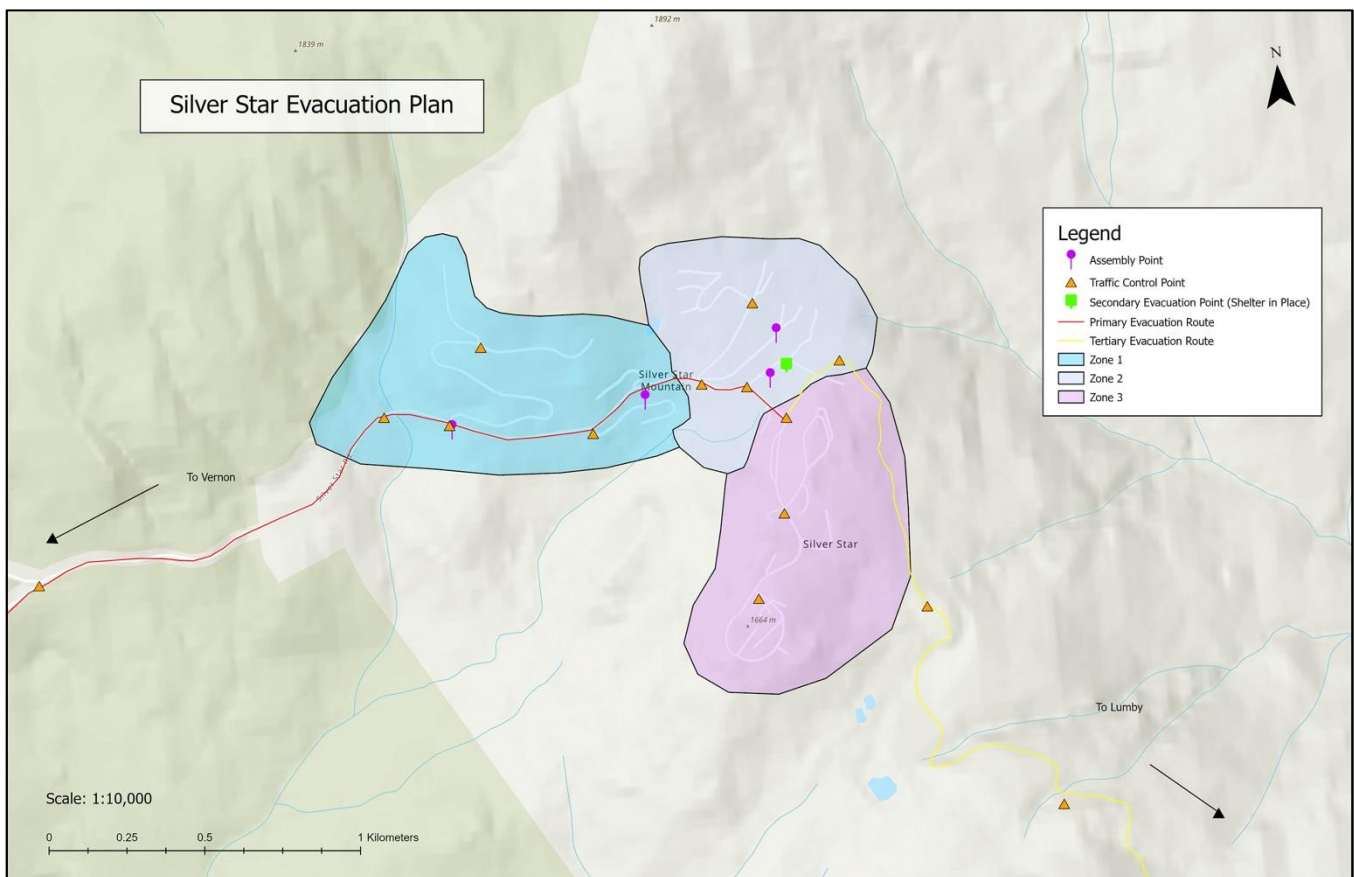 1892 m
1839 m
N
Silver Star Evacuation Plan
Legend
Assembly Point
Traffic Control Point
Secondary Evacuation Point (Shelter in Place)
Primary Evacuation Route
Tertiary Evacuation Route
Zone 1
Zone 2
Zone 3
Silver Star
Mountain
To Vernon
Silver Star
Silver Star
1664 m
To Lumby
Scale: 1:10,000
0 0.25 0.5 1 Kilometers